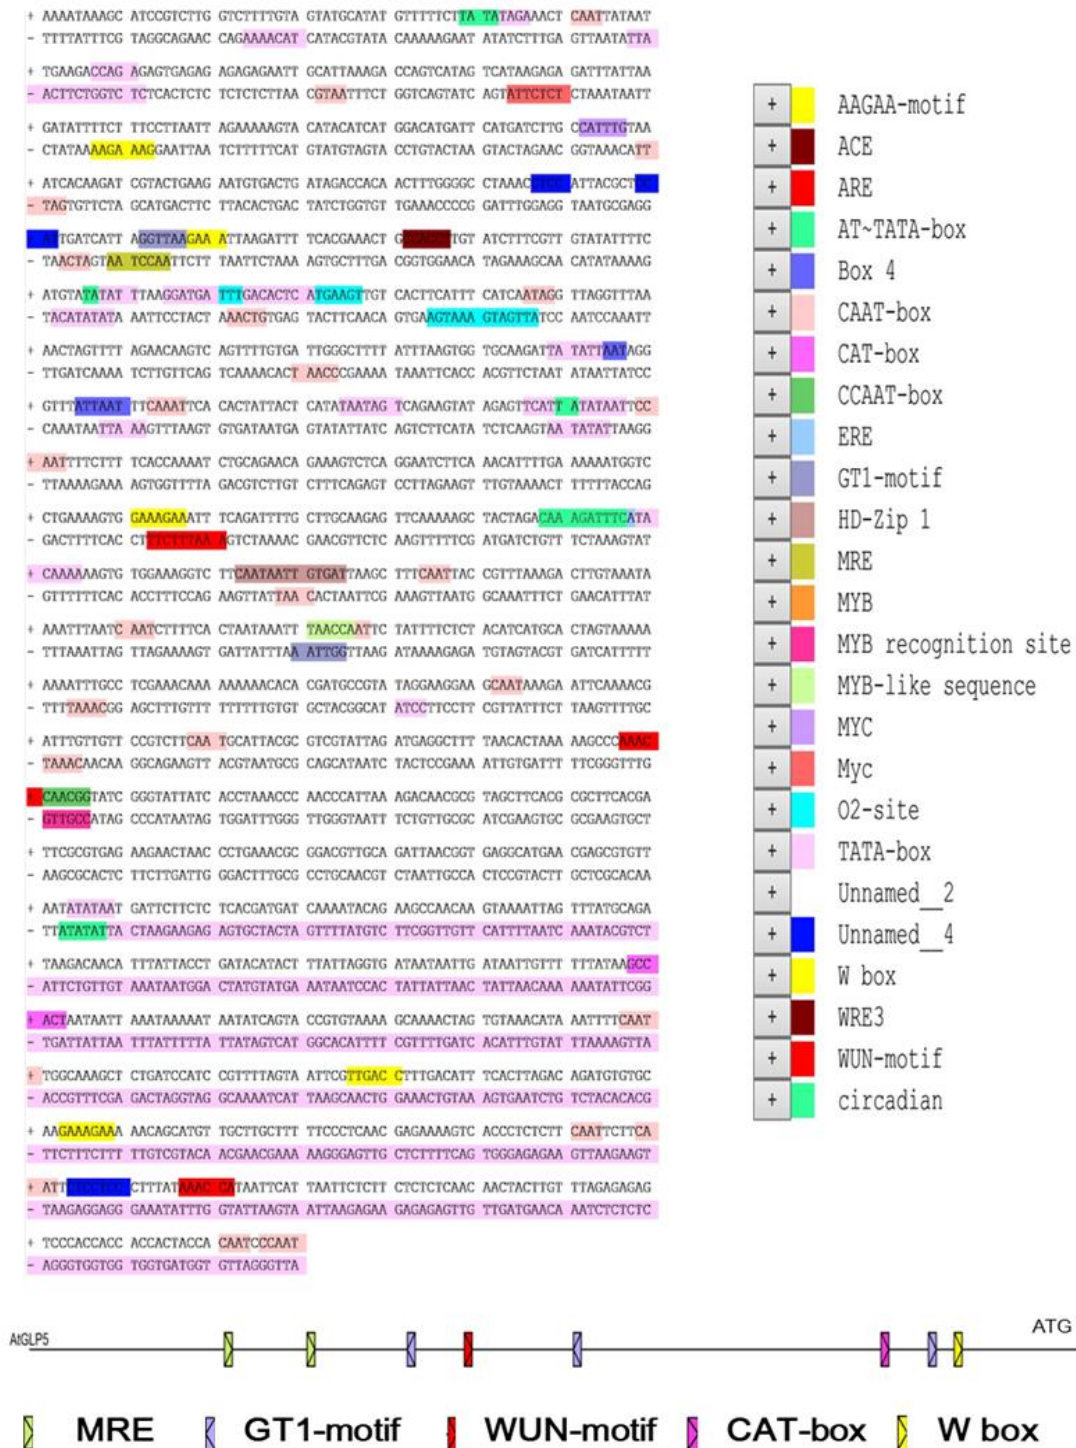 + AAAATAAAGC ATCCGTCTTG GTCTTTTGTA GTATGCATAT GTTTTTCTTA TATAGAAACT CAATTATAAT
- TTTTATTTCG TAGGCAGAAC CAGAAAACAT CATACGTATA CAAAAAGAAT ATATCTTTGA GTTAATATTA
+ TGAAGACCAG AGAGTGAGAG AGAGAGAATT GCATTAAAGA CCAGTCATAG TCATAAGAGA GATTTATTAA
- ACTTCTGGTC TCTCACTCTC TCTCTCTTAA CGTAATTTCT GGTCAGTATC AGTATTCTCT CTAAATAATT
+ GATATTTTCT TTCCTTAATT AGAAAAAGTA CATACATCAT GGACATGATT CATGATCTTG CCATTTGTAA
- CTATAAAAGA AAGGAATTAA TCTTTTTCAT GTATGTAGTA CCTGTACTAA GTACTAGAAC GGTAAACATT
+ ATCACAAGAT CGTACTGAAG AATGTGACTG ATAGACCACA ACTTTGGGGC CTAAAC ATTACGCT
- TAGTGTTCTA GCATGACTTC TTACACTGAC TATCTGGTGT TGAAACCCCG GATTTGGAGG TAATGCGAGG
+ ATTGATCATT AGGTTAAGAA ATTAAGATTT TCACGAAACT TGT ATCTTTCGTT GTATATTTTC
- TAACTAGTAA TCCAATTCTT TAATTCTAAA AGTGCTTTGA CGGTGGAACA TAGAAAGCAA CATATAAAAG
+ ATGTATATAT TTAAGGATGA TTTGACACTC ATGAAGTTGT CACTTCATTT CATCAATAGG TTAGGTTTAA
- TACATATATA AATTCCTACT AAACTGTGAG TACTTCAACA GTGAAGTAAA GTAGTTATCC AATCCAAATT
+ AACTAGTTTT AGAACAAGTC AGTTTTGTGA TTGGGCTTTT ATTTAAGTGG TGCAAGATTA TATTAATAGG
- TTGATCAAAA TCTTGTTCAG TCAAAACACT AACCCGAAAA TAAATTCACC ACGTTCTAAT ATAATTATCC
+ GTTTATTAAT TTCAAATTCA CACTATTACT CATATAATAG TCAGAAGTAT AGAGTTCATT ATATAATTCC
- CAAATAATTA AAGTTTAAGT GTGATAATGA GTATATTATC AGTCTTCATA TCTCAAGTAA TATATTAAGG
+ AATTTTCTTT TCACCAAAAT CTGCAGAACA GAAAGTCTCA GGAATCTTCA AACATTTTGA AAAAATGGTC
- TTAAAAGAAA AGTGGTTTTA GACGTCTTGT CTTTCAGAGT CCTTAGAAGT TTGTAAAACT TTTTTACCAG
+ CTGAAAAGTG GAAAGAAATT TCAGATTTTG CTTGCAAGAG TTCAAAAAGC TACTAGACAA AGATTTCATA
- GACTTTTCAC CTTTCTTTAA AGTCTAAAAC GAACGTTCTC AAGTTTTTCG ATGATCTGTT TCTAAAGTAT
+ CAAAAAAGTG TGGAAAGGTC TTCAATAATT GTGATTAAGC TTTCAATTAC CGTTTAAAGA CTTGTAAATA
- GTTTTTTCAC ACCTTTCCAG AAGTTATTAA CACTAATTCG AAAGTTAATG GCAAATTTCT GAACATTTAT
+ AAATTTAATC AATCTTTTCA CTAATAAATT TAACCAATTC TATTTTCTCT ACATCATGCA CTAGTAAAAA
- TTTAAATTAG TTAGAAAAGT GATTATTTAA ATTGGTTAAG ATAAAAGAGA TGTAGTACGT GATCATTTTT
+ AAAATTTGCC TCGAAACAAA AAAAAACACA CGATGCCGTA TAGGAAGGAA GCAATAAAGA ATTCAAAACG
- TTTTAAACGG AGCTTTGTTT TTTTTTGTGT GCTACGGCAT ATCCTTCCTT CGTTATTTCT TAAGTTTTGC
+ ATTTGTTGTT CCGTCTTCAA TGCATTACGC GTCGTATTAG ATGAGGCTTT TAACACTAAA AAGCCCAAAC
- TAAACAACAA GGCAGAAGTT ACGTAATGCG CAGCATAATC TACTCCGAAA ATTGTGATTT TTCGGGTTTG
+ CAACGGTATC GGGTATTATC ACCTAAACCC AACCCATTAA AGACAACGCG TAGCTTCACG CGCTTCACGA
- GTTGCCATAG CCCATAATAG TGGATTTGGG TTGGGTAATT TCTGTTGCGC ATCGAAGTGC GCGAAGTGCT
+ TTCGCGTGAG AAGAACTAAC CCTGAAACGC GGACGTTGCA GATTAACGGT GAGGCATGAA CGAGCGTGTT
- AAGCGCACTC TTCTTGATTG GGACTTTGCG CCTGCAACGT CTAATTGCCA CTCCGTACTT GCTCGCACAA
+ AATATATAAT GATTCTTCTC TCACGATGAT CAAAATACAG AAGCCAACAA GTAAAATTAG TTTATGCAGA
- TTATATATTA CTAAGAAGAG AGTGCTACTA GTTTTATGTC TTCGGTTGTT CATTTTAATC AAATACGTCT
+ TAAGACAACA TTTATTACCT GATACATACT TTATTAGGTG ATAATAATTG ATAATTGTTT TTTATAAGCC
- ATTCTGTTGT AAATAATGGA CTATGTATGA AATAATCCAC TATTATTAAC TATTAACAAA AAATATTCGG
+ ACTAATAATT AAATAAAAAT AATATCAGTA CCGTGTAAAA GCAAAACTAG TGTAAACATA AATTTTCAAT
- TGATTATTAA TTTATTTTTA TTATAGTCAT GGCACATTTT CGTTTTGATC ACATTTGTAT TTAAAAGTTA
+ TGGCAAAGCT CTGATCCATC CGTTTTAGTA ATTCGTTGAC CTTTGACATT TCACTTAGAC AGATGTGTGC
- ACCGTTTCGA GACTAGGTAG GCAAAATCAT TAAGCAACTG GAAACTGTAA AGTGAATCTG TCTACACACG
+ AAGAAAGAAA AACAGCATGT TGCTTGCTTT TTCCCTCAAC GAGAAAAGTC ACCCTCTCTT CAATTCTTCA
- TTCTTTCTTT TTGTCGTACA ACGAACGAAA AAGGGAGTTG CTCTTTTCAG TGGGAGAGAA GTTAAGAAGT
+ ATTCTCCTCC CTTTATAAAC CATAATTCAT TAATTCTCTT CTCTCTCAAC AACTACTTGT TTAGAGAGAG
- TAAGAGGAGG GAAATATTTG GTATTAAGTA ATTAAGAGAA GAGAGAGTTG TTGATGAACA AATCTCTCTC
+ TCCCACCACC ACCACTACCA CAATCCCAAT
- AGGGTGGTGG TGGTGATGGT GTTAGGGTTA
+ AAGAA-motif
+ ACE
+ ARE
+ AT~TATA-box
+ Box 4
+ CAAT-box
+ CAT-box
+ CCAAT-box
+ ERE
+ GT1-motif
+ HD-Zip 1
+ MRE
+ MYB
+ MYB recognition site
+ MYB-like sequence
+ MYC
+ Myc
+ O2-site
+ TATA-box
+ Unnamed__2
+ Unnamed__4
+ W box
+ WRE3
+ WUN-motif
+ circadian
AtGLP5 ATG
MRE GT1-motif WUN-motif CAT-box W box